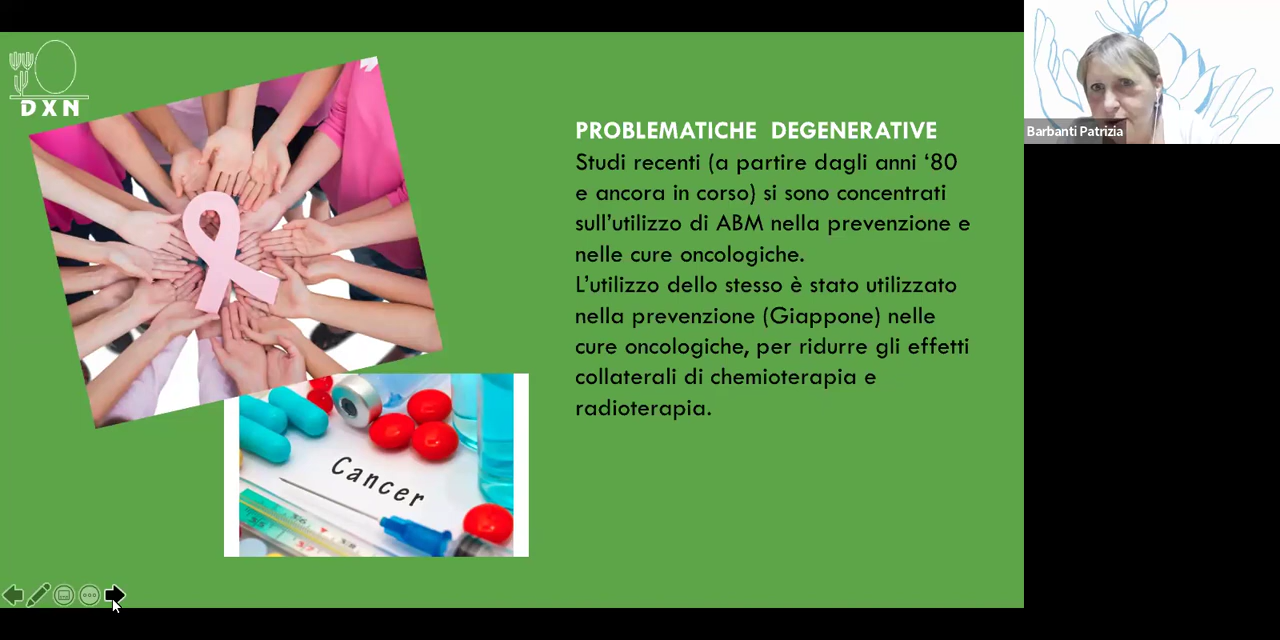 DXN
PROBLEMATICHE DEGENERATIVE
Studi recenti (a partire dagli anni ‘80
e ancora in corso) si sono concentrati
sull’utilizzo di ABM nella prevenzione e
nelle cure oncologiche.
L’utilizzo dello stesso è stato utilizzato
nella prevenzione (Giappone) nelle
cure oncologiche, per ridurre gli effetti
collaterali di chemioterapia e
radioterapia.
Cancer
Barbanti Patrizia